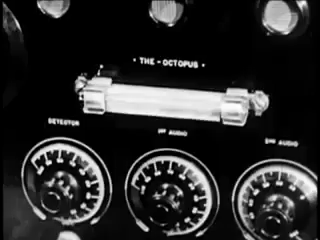 · THE - OCTOPUS ·
DETECTOR
1ST AUDIO
2ND AUDIO